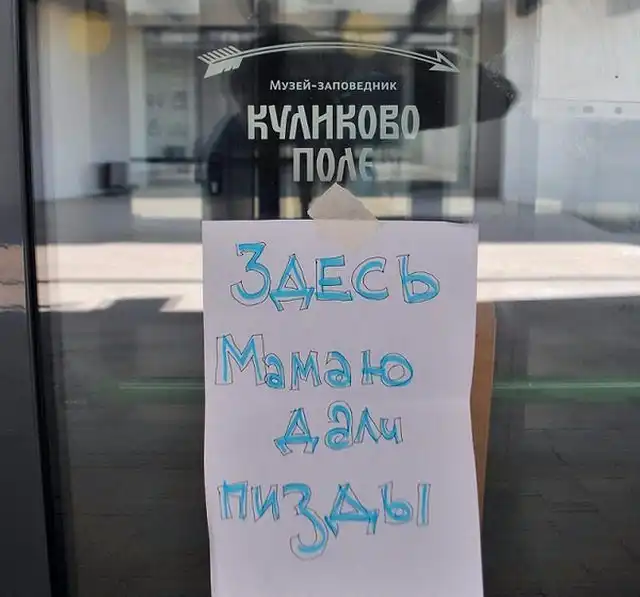 Музей-заповедник
КУЛИКОВО
ПОЛЕ
Здесь
Мамаю
дали
пизды